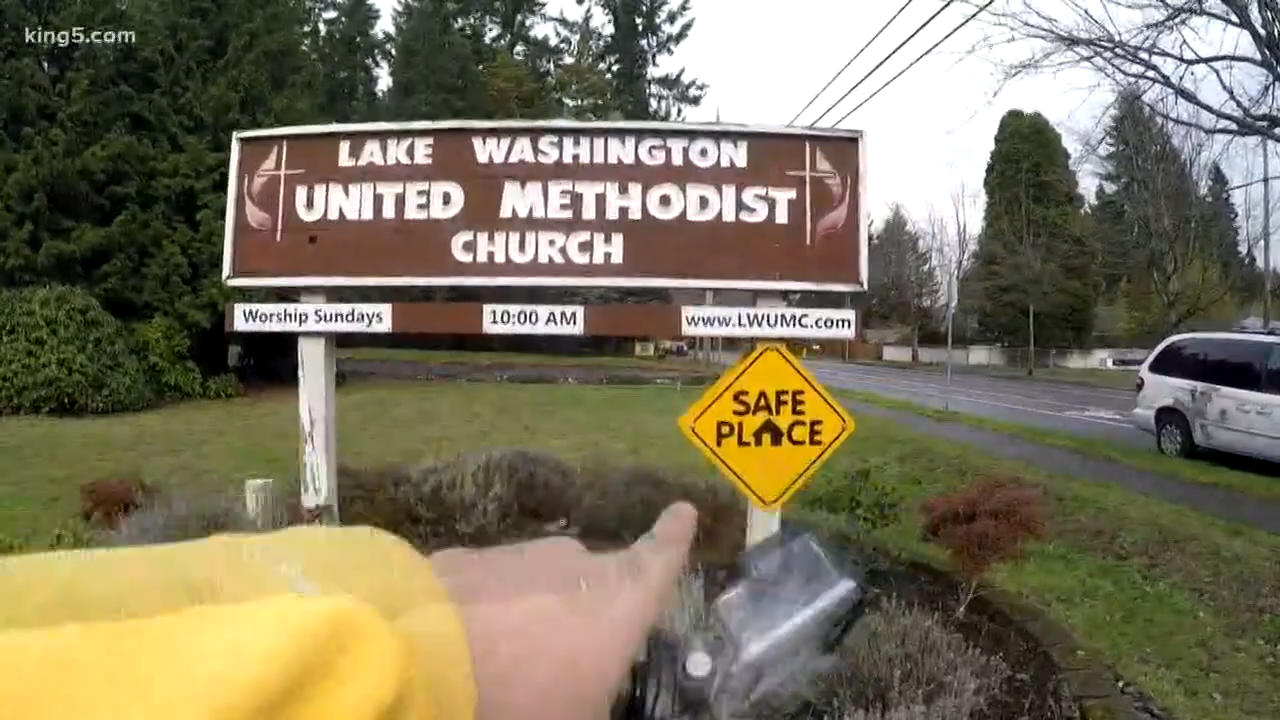 king5.com
LAKE WASHINGTON
UNITED METHODIST
CHURCH
Worship Sundays 10:00 AM www.LWUMC.com
SAFE
PLACE